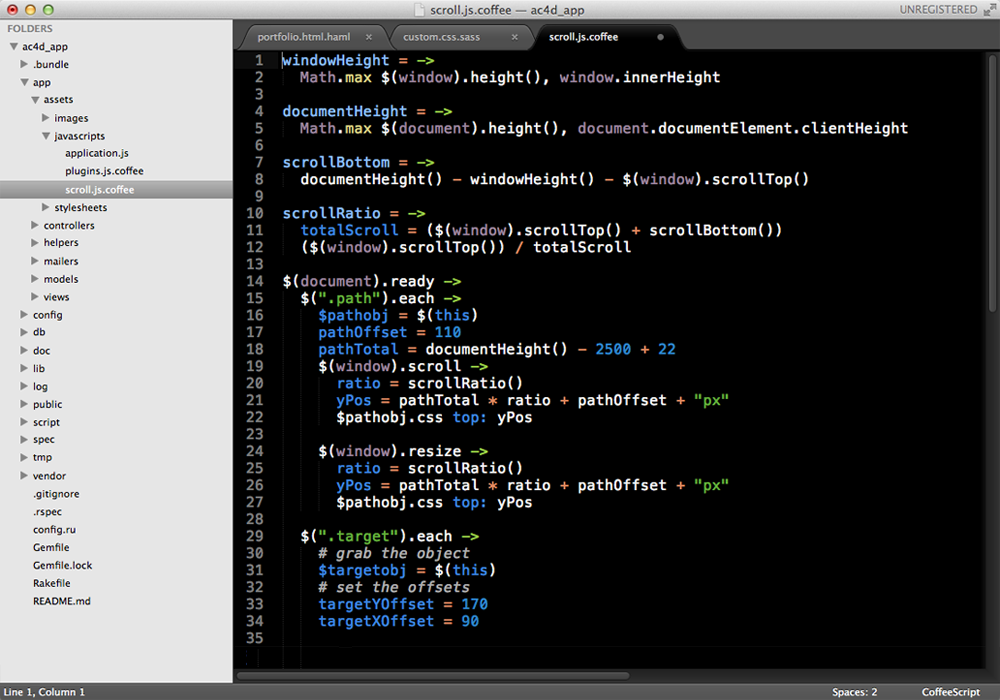 scroll.js.coffee — ac4d_app
UNREGISTERED
FOLDERS
ac4d_app
.bundle
app
assets
images
javascripts
application.js
plugins.js.coffee
scroll.js.coffee
stylesheets
controllers
helpers
mailers
models
views
config
db
doc
lib
log
public
script
spec
tmp
vendor
.gitignore
.rspec
config.ru
Gemfile
Gemfile.lock
Rakefile
README.md
portfolio.html.haml × custom.css.sass × scroll.js.coffee
1 windowHeight = ->
2   Math.max $(window).height(), window.innerHeight
3
4 documentHeight = ->
5   Math.max $(document).height(), document.documentElement.clientHeight
6
7 scrollBottom = ->
8   documentHeight() - windowHeight() - $(window).scrollTop()
9
10 scrollRatio = ->
11   totalScroll = ($(window).scrollTop() + scrollBottom())
12   ($(window).scrollTop()) / totalScroll
13
14 $(document).ready ->
15   $(".path").each ->
16     $pathobj = $(this)
17     pathOffset = 110
18     pathTotal = documentHeight() - 2500 + 22
19     $(window).scroll ->
20       ratio = scrollRatio()
21       yPos = pathTotal * ratio + pathOffset + "px"
22       $pathobj.css top: yPos
23
24     $(window).resize ->
25       ratio = scrollRatio()
26       yPos = pathTotal * ratio + pathOffset + "px"
27       $pathobj.css top: yPos
28
29   $(".target").each ->
30     # grab the object
31     $targetobj = $(this)
32     # set the offsets
33     targetYOffset = 170
34     targetXOffset = 90
35
Line 1, Column 1
Spaces: 2
CoffeeScript